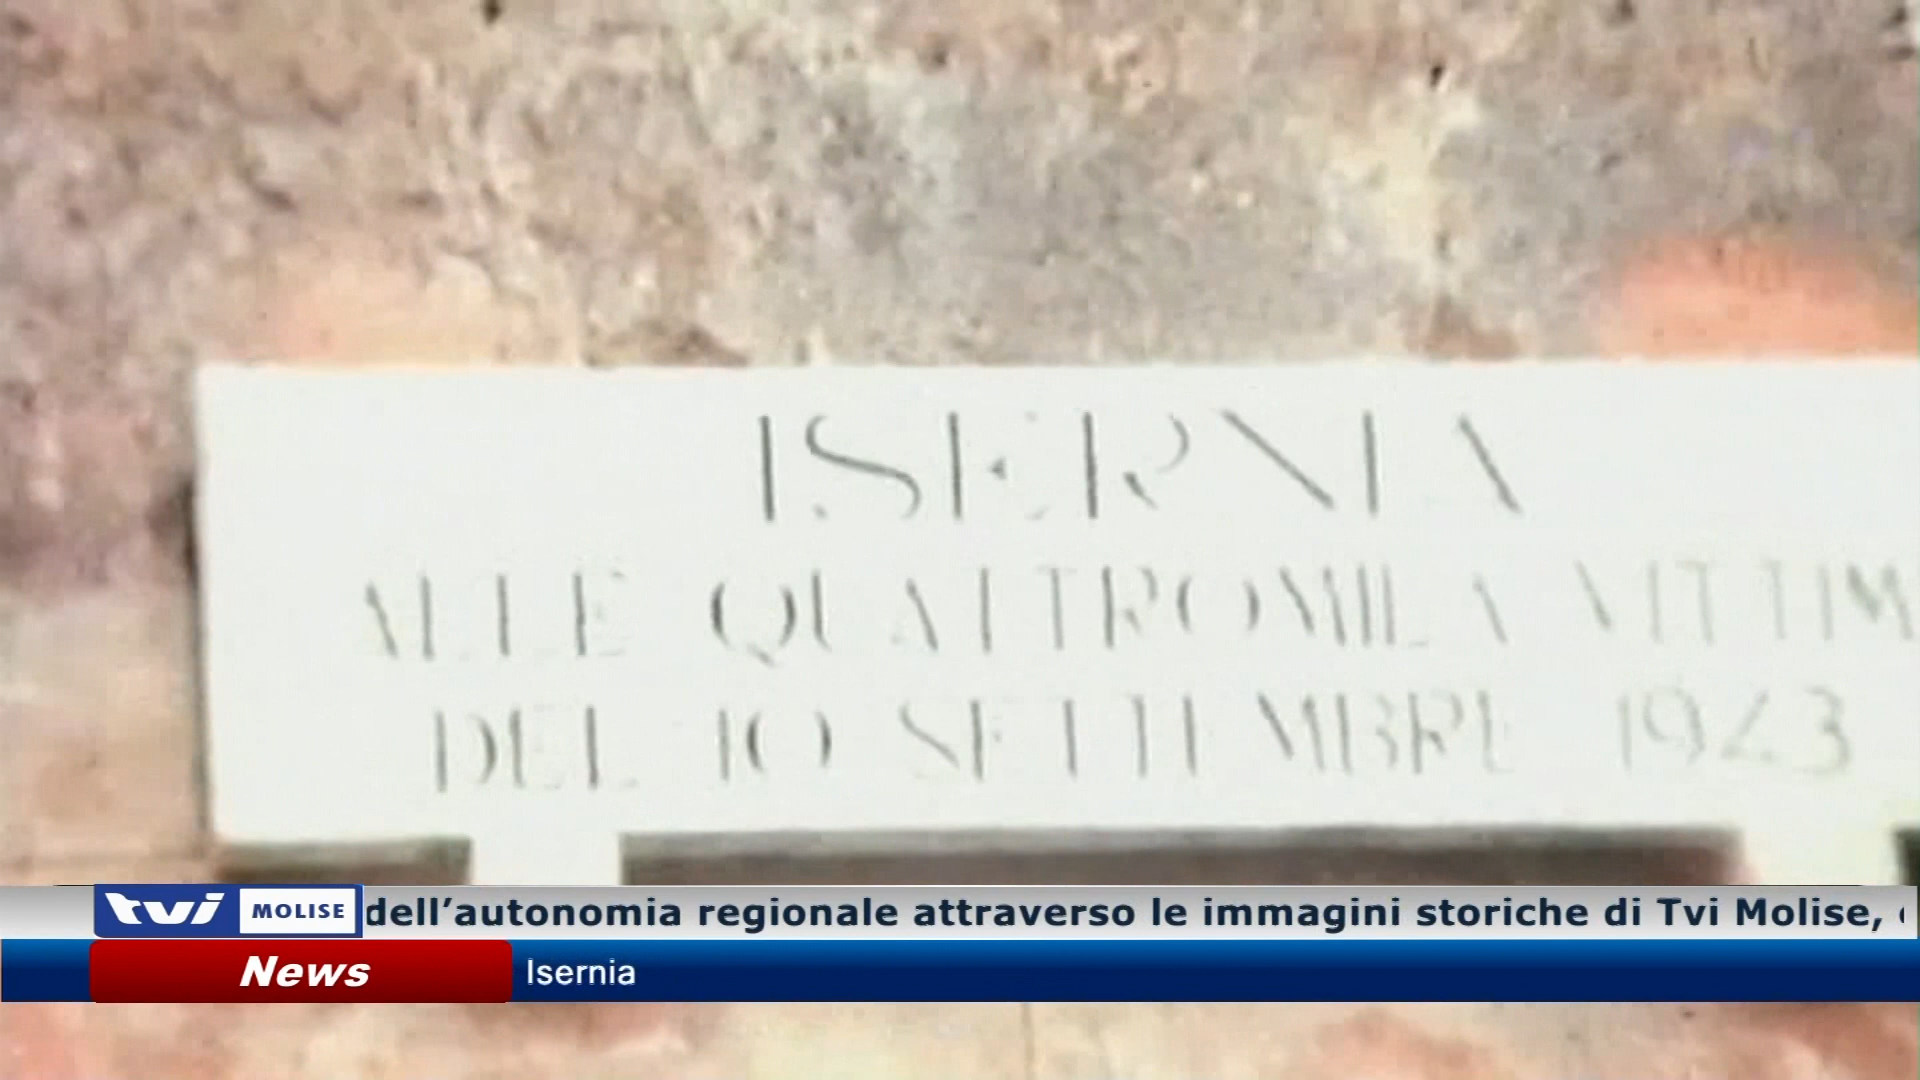 ISERNIA
ALLE QUATTROMILA VITTIM
DEL 10 SETTEMBRE 1943
tvi MOLISE dell’autonomia regionale attraverso le immagini storiche di Tvi Molise,
News Isernia